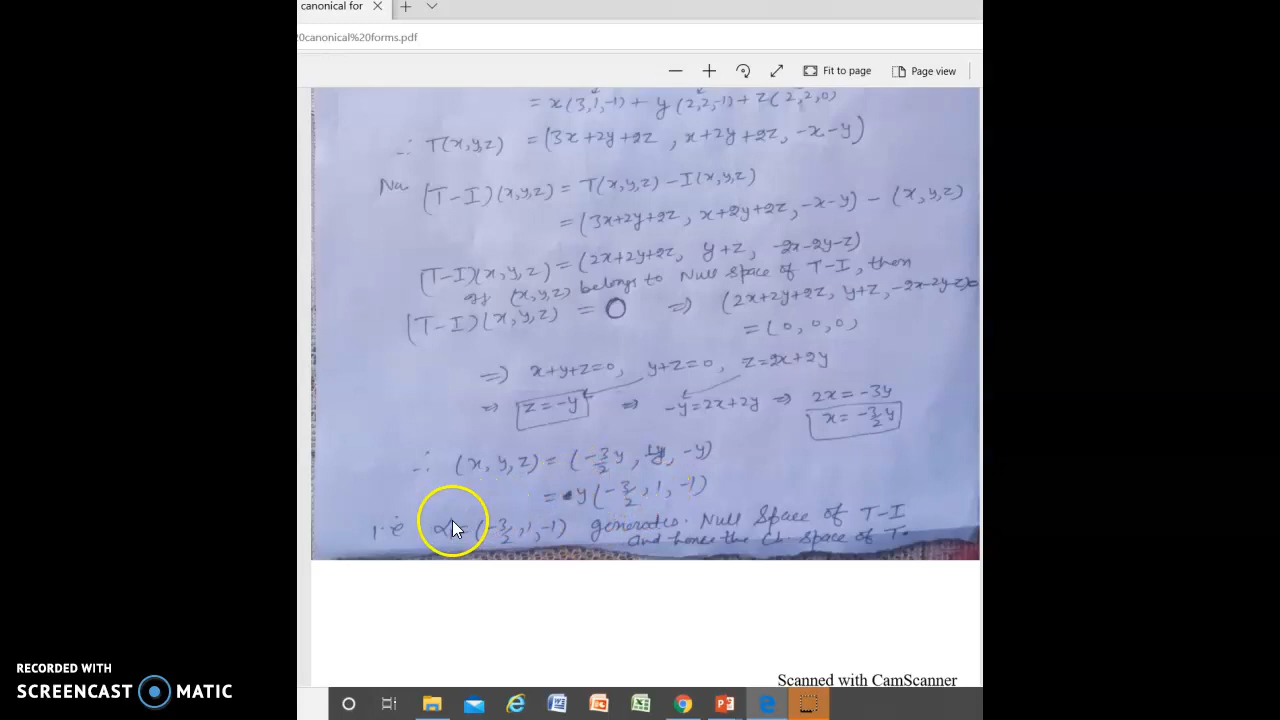 canonical for
20canonical%20forms.pdf
Fit to page
Page view
= x(3,1,-1) + y(2,2,-1) + z(2,2,0)
∴ T(x,y,z) = (3x+2y+2z, x+2y+2z, -x-y)
(T-I)(x,y,z) = T(x,y,z) - I(x,y,z)
= (3x+2y+2z, x+2y+2z, -x-y) - (x,y,z)
(T-I)(x,y,z) = (2x+2y+2z, y+z, -2x-2y-z)
If (x,y,z) belongs to Null space of T-I, then
(T-I)(x,y,z) = 0 ⇒ (2x+2y+2z, y+z, -2x-2y-z)
= (0,0,0)
⇒ x+y+z=0, y+z=0, z=2x+2y
⇒ z=-y ⇒ -y=2x+2y ⇒ 2x=-3y
x=-3/2y
∴ (x,y,z) = (-3/2y, y, -y)
= y(-3/2,1,-1)
i.e α=(-3/2,1,-1) generates Null Space of T-I
and hence the Ch. space of T.
Scanned with CamScanner
RECORDED WITH
SCREENCAST MATIC